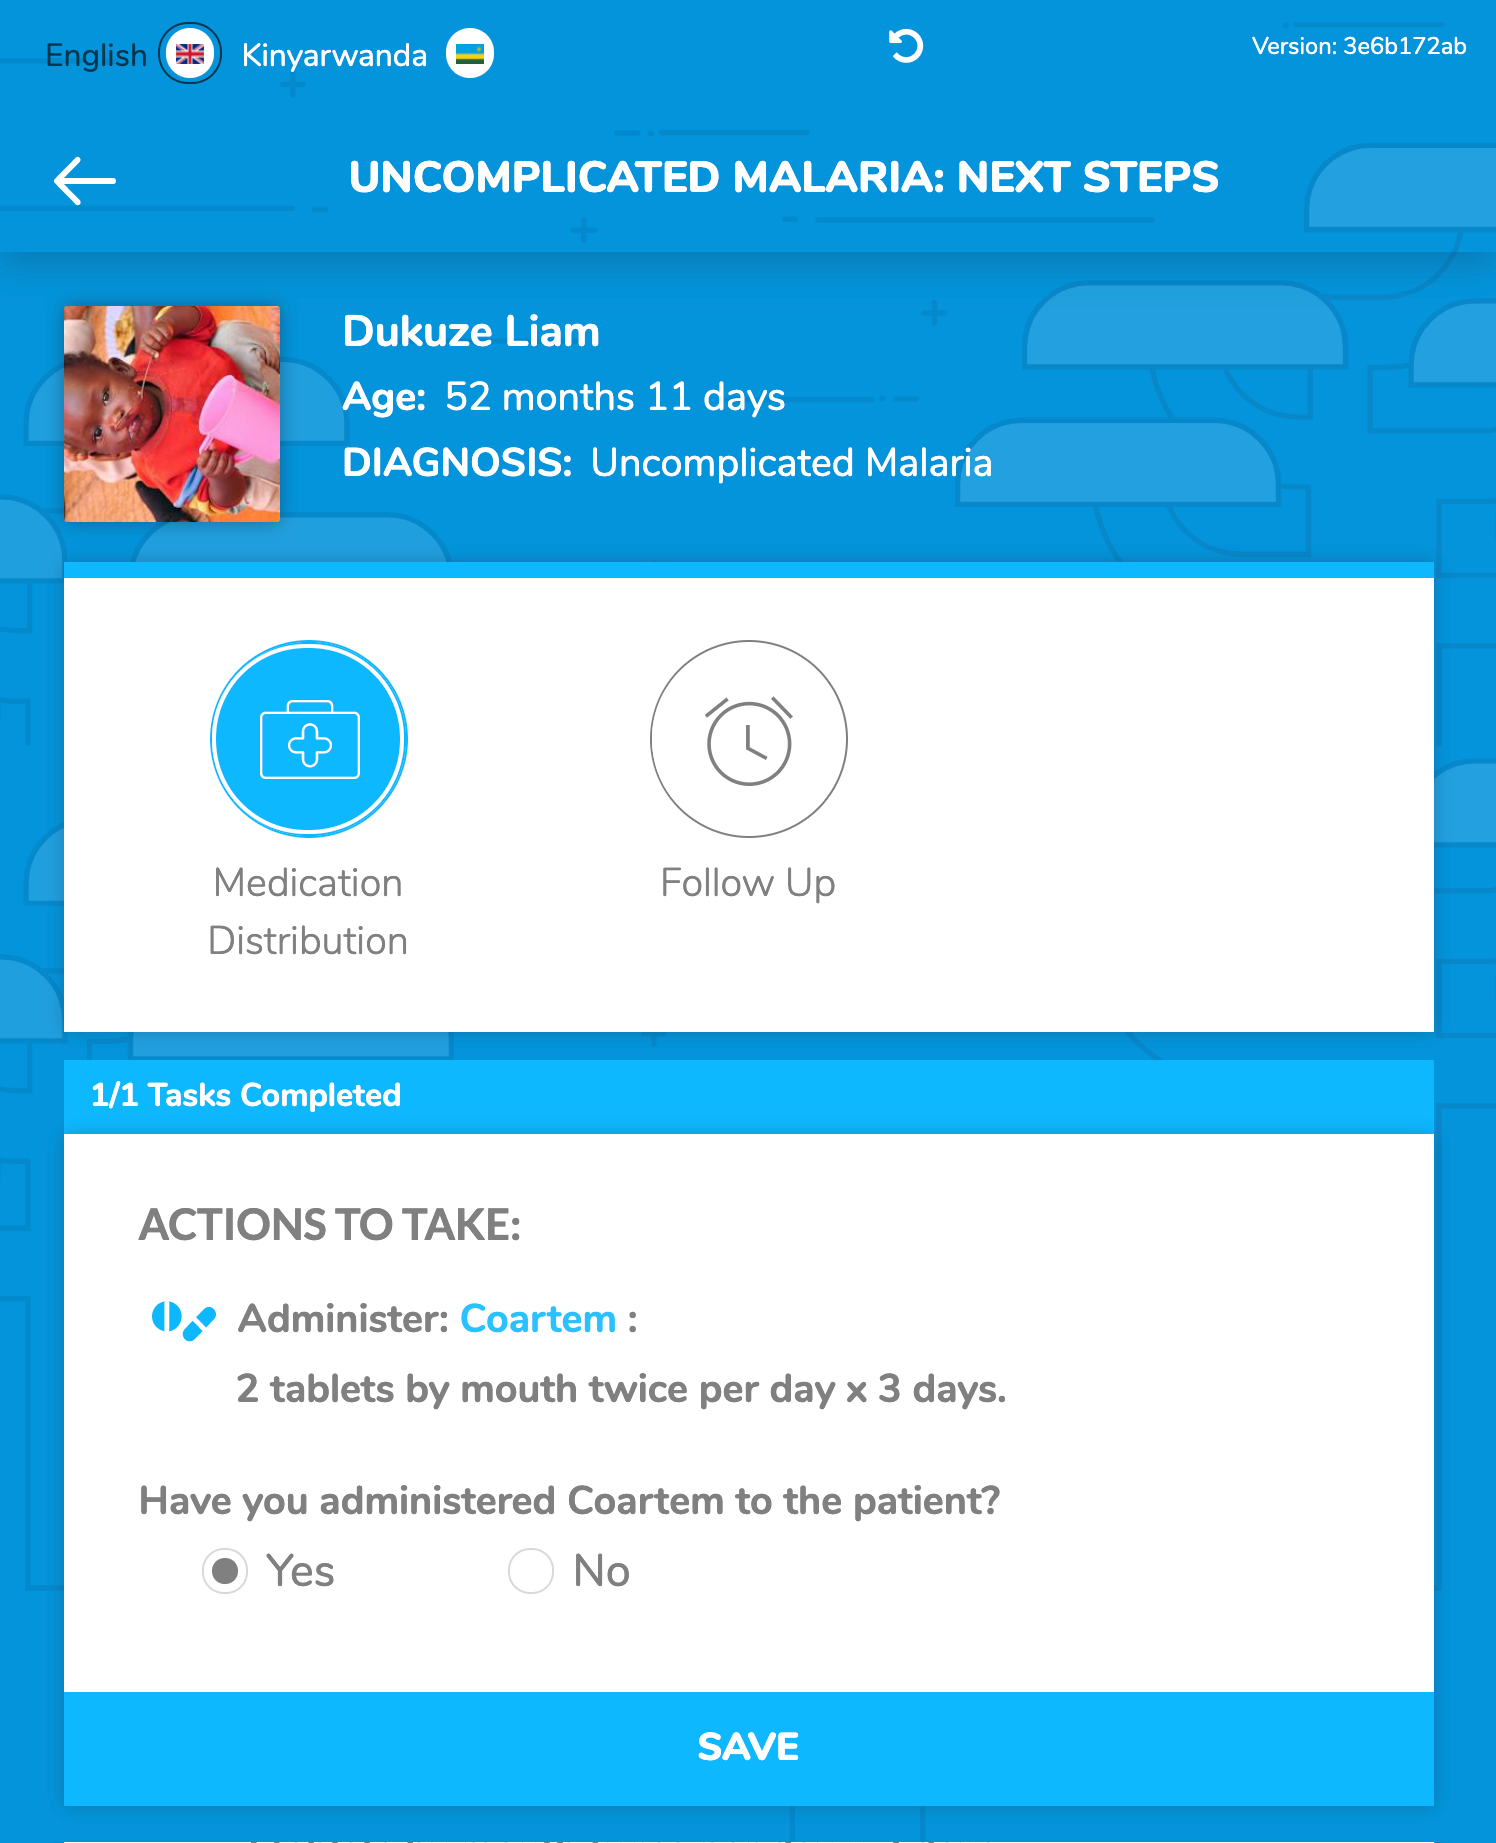 English Kinyarwanda
Version: 3e6b172ab
UNCOMPLICATED MALARIA: NEXT STEPS
Dukuze Liam
Age: 52 months 11 days
DIAGNOSIS: Uncomplicated Malaria
Medication
Distribution
Follow Up
1/1 Tasks Completed
ACTIONS TO TAKE:
Administer: Coartem :
2 tablets by mouth twice per day x 3 days.
Have you administered Coartem to the patient?
Yes No
SAVE